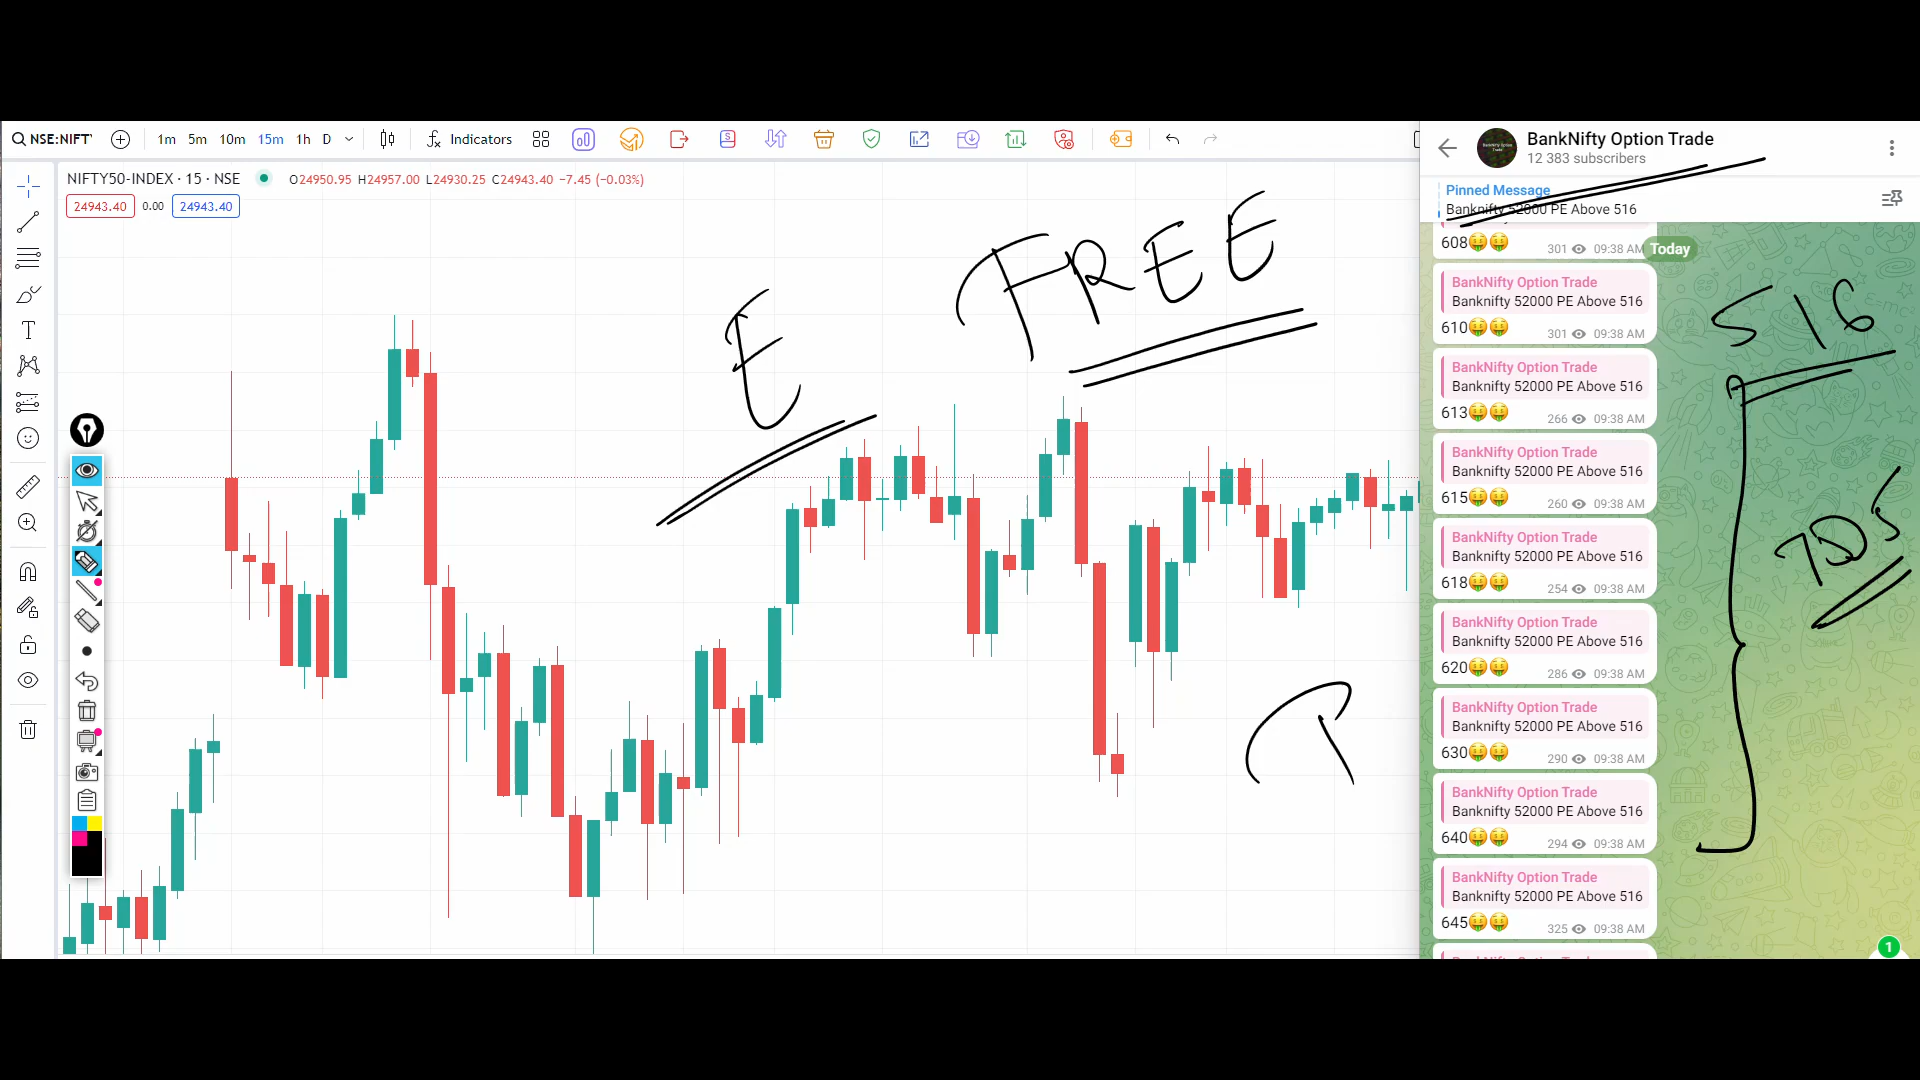 NSE:NIFTY
1m 5m 10m 15m 1h D
Indicators
NIFTY50-INDEX · 15 · NSE
O24950.95 H24957.00 L24930.25 C24943.40 −7.45 (−0.03%)
24943.40 0.00 24943.40
E
FREE
T
BankNifty Option Trade
12 383 subscribers
Pinned Message
Banknifty 52000 PE Above 516
608🤑🤑 301 09:38 AM
Today
BankNifty Option Trade
Banknifty 52000 PE Above 516
610🤑🤑 301 09:38 AM
BankNifty Option Trade
Banknifty 52000 PE Above 516
613🤑🤑 266 09:38 AM
BankNifty Option Trade
Banknifty 52000 PE Above 516
615🤑🤑 260 09:38 AM
BankNifty Option Trade
Banknifty 52000 PE Above 516
618🤑🤑 254 09:38 AM
BankNifty Option Trade
Banknifty 52000 PE Above 516
620🤑🤑 286 09:38 AM
BankNifty Option Trade
Banknifty 52000 PE Above 516
630🤑🤑 290 09:38 AM
BankNifty Option Trade
Banknifty 52000 PE Above 516
640🤑🤑 294 09:38 AM
BankNifty Option Trade
Banknifty 52000 PE Above 516
645🤑🤑 325 09:38 AM
516
705
1